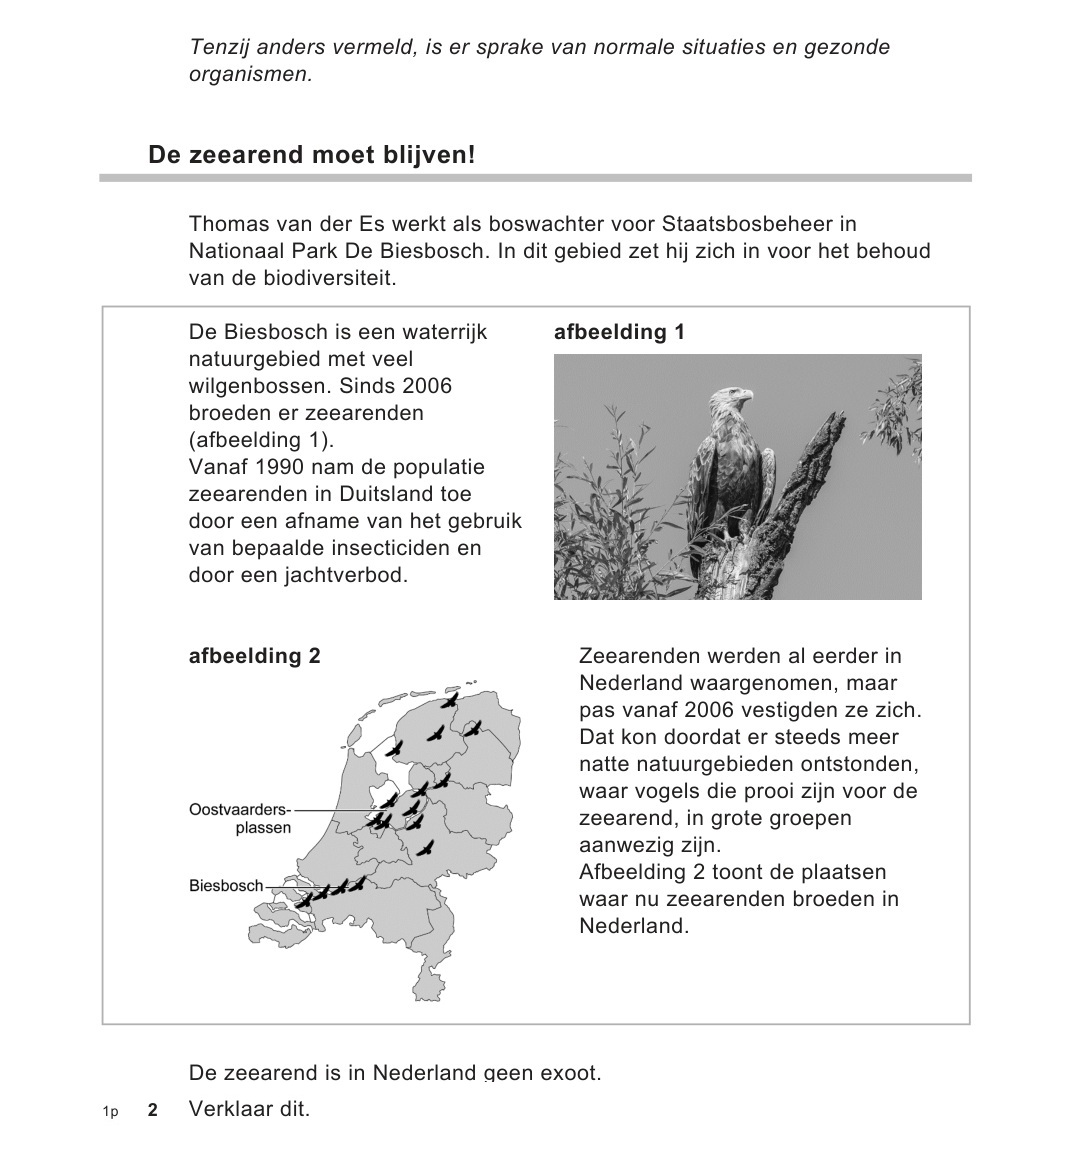 Tenzij anders vermeld, is er sprake van normale situaties en gezonde
organismen.
De zeearend moet blijven!
Thomas van der Es werkt als boswachter voor Staatsbosbeheer in
Nationaal Park De Biesbosch. In dit gebied zet hij zich in voor het behoud
van de biodiversiteit.
De Biesbosch is een waterrijk
natuurgebied met veel
wilgenbossen. Sinds 2006
broeden er zeearenden
(afbeelding 1).
Vanaf 1990 nam de populatie
zeearenden in Duitsland toe
door een afname van het gebruik
van bepaalde insecticiden en
door een jachtverbod.
afbeelding 1
afbeelding 2
Oostvaarders-
plassen
Biesbosch
Zeearenden werden al eerder in
Nederland waargenomen, maar
pas vanaf 2006 vestigden ze zich.
Dat kon doordat er steeds meer
natte natuurgebieden ontstonden,
waar vogels die prooi zijn voor de
zeearend, in grote groepen
aanwezig zijn.
Afbeelding 2 toont de plaatsen
waar nu zeearenden broeden in
Nederland.
De zeearend is in Nederland geen exoot.
1p 2 Verklaar dit.